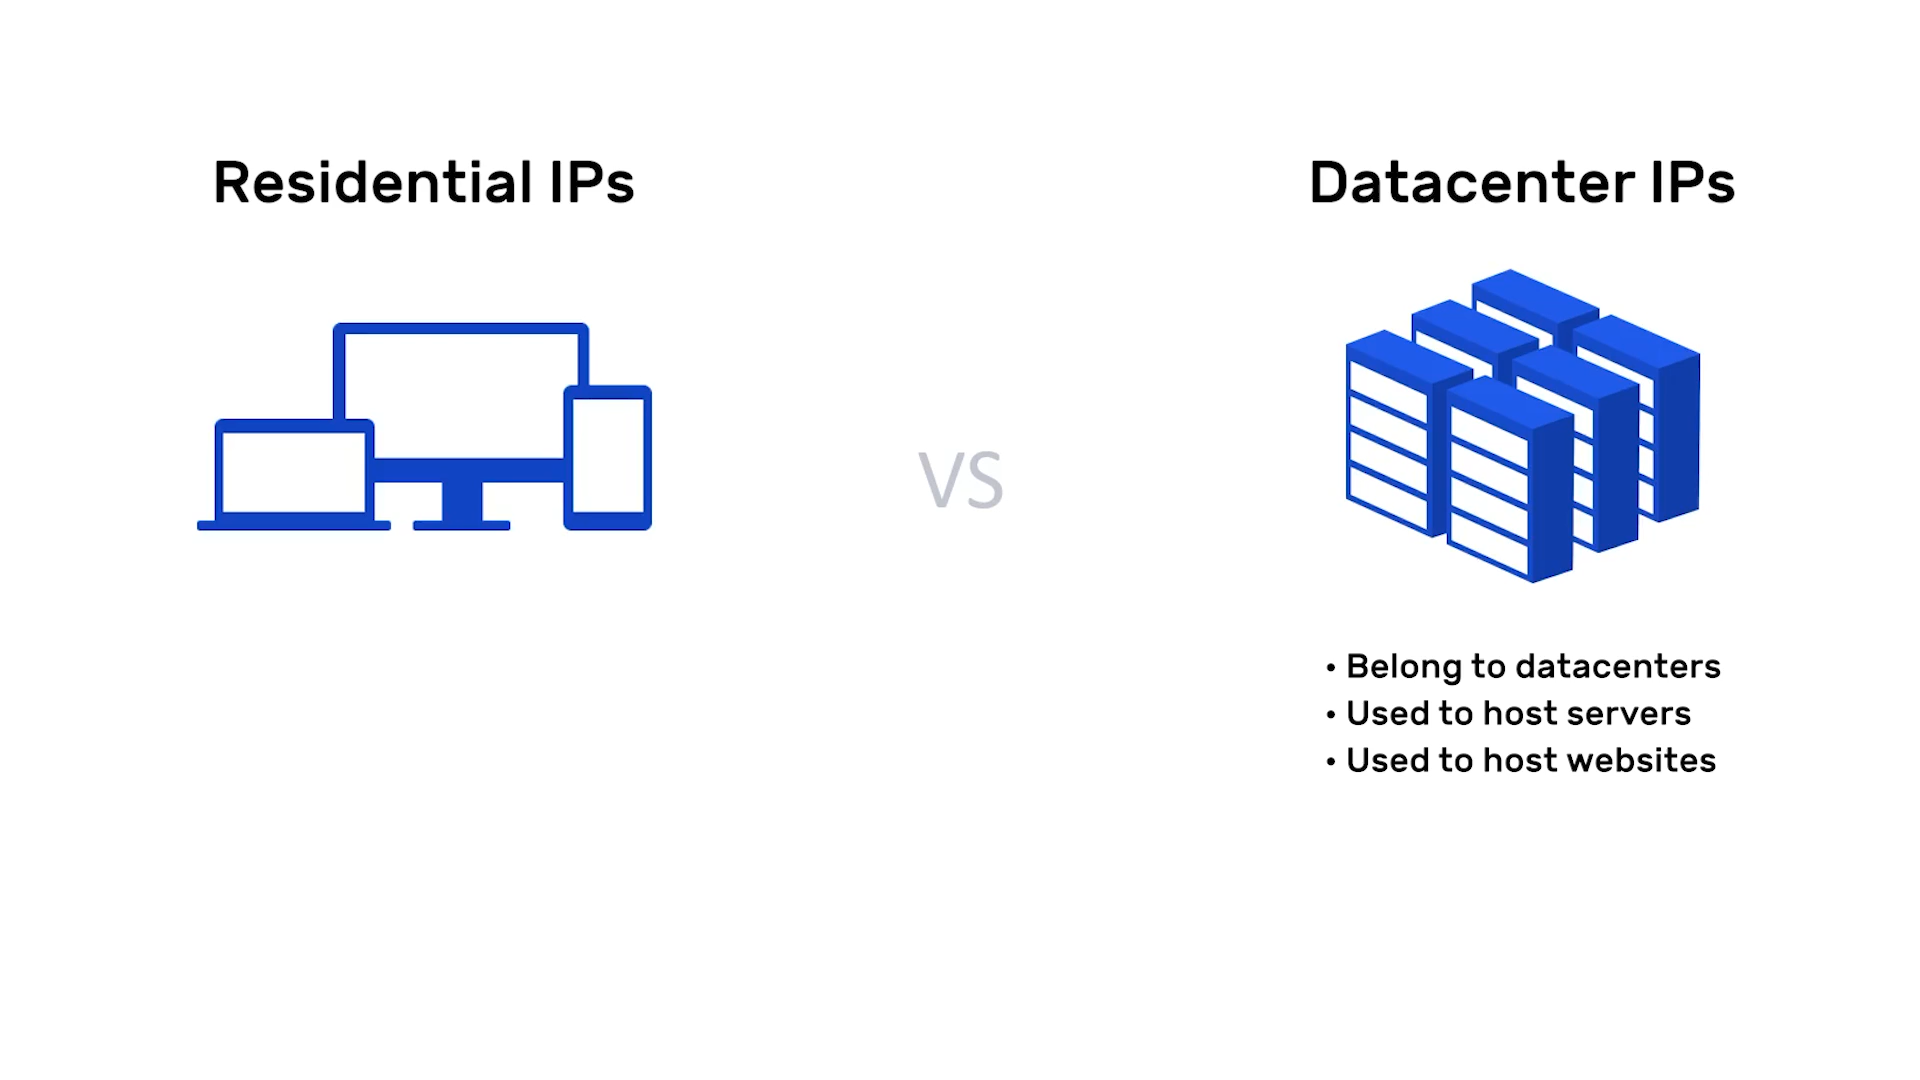 Residential IPs
VS
Datacenter IPs
• Belong to datacenters
• Used to host servers
• Used to host websites